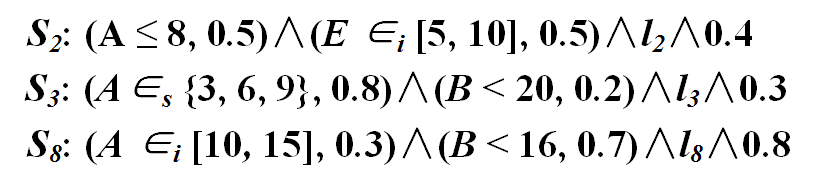 S₂: (A ≤ 8, 0.5)∧(E ∈ᵢ [5, 10], 0.5)∧l₂∧0.4
S₃: (A ∈ₛ {3, 6, 9}, 0.8)∧(B < 20, 0.2)∧l₃∧0.3
S₈: (A ∈ᵢ [10, 15], 0.3)∧(B < 16, 0.7)∧l₈∧0.8